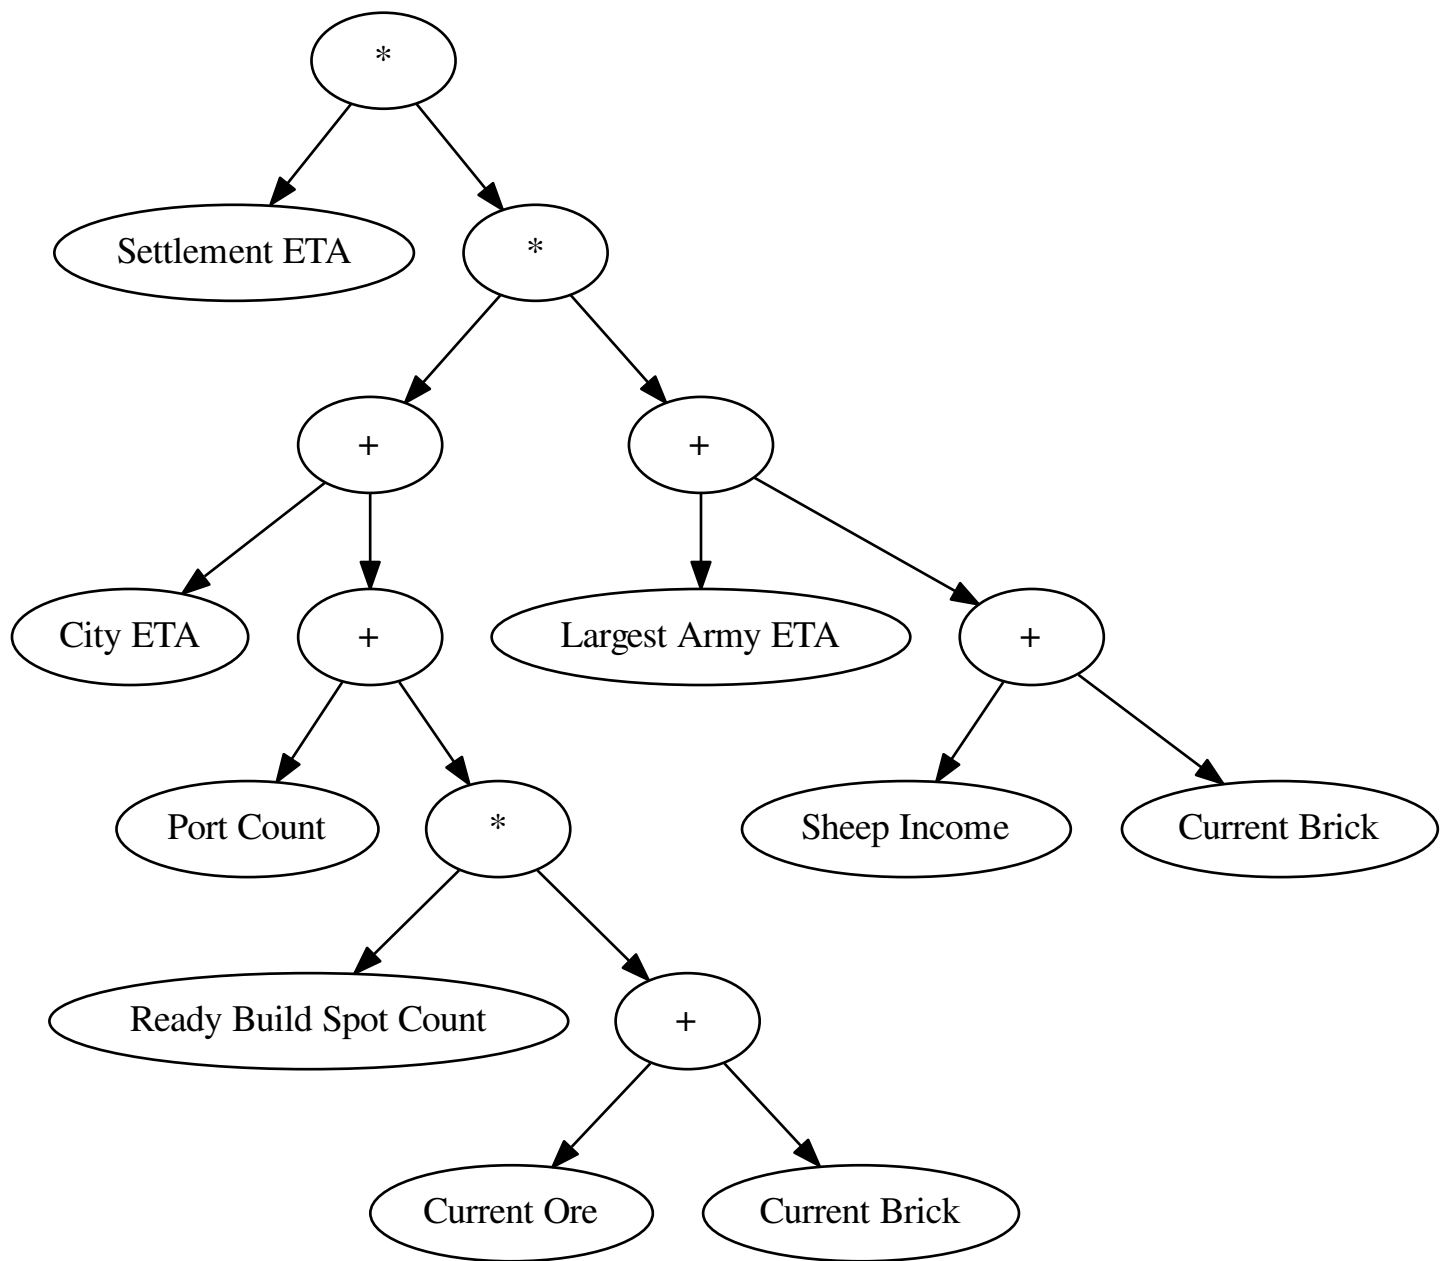 *
Settlement ETA
*
+
+
City ETA
+
Largest Army ETA
+
Port Count
*
Sheep Income
Current Brick
Ready Build Spot Count
+
Current Ore
Current Brick